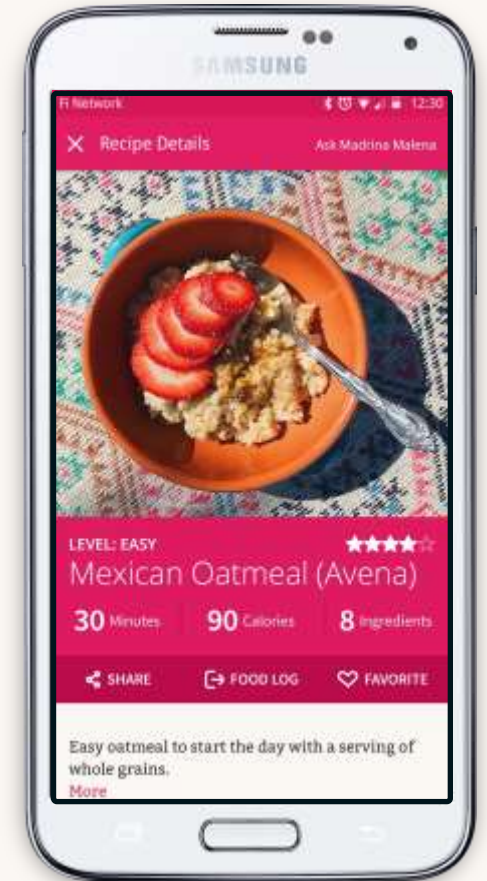 SAMSUNG
Fi Network 12:30
Recipe Details Ask Madrina Malena
LEVEL: EASY
Mexican Oatmeal (Avena)
30 Minutes 90 Calories 8 Ingredients
SHARE FOOD LOG FAVORITE
Easy oatmeal to start the day with a serving of
whole grains.
More